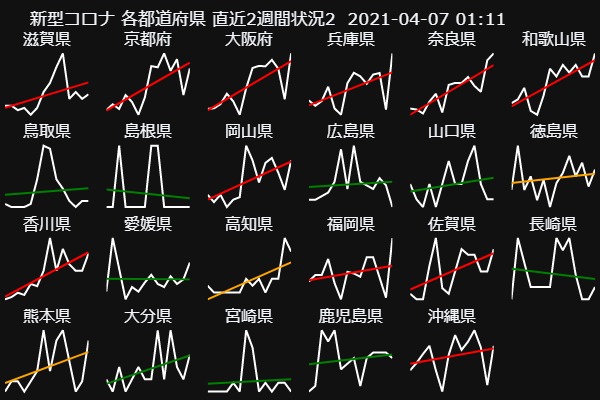 新型コロナ 各都道府県 直近2週間状況2 2021-04-07 01:11
滋賀県 京都府 大阪府 兵庫県 奈良県 和歌山県
鳥取県 島根県 岡山県 広島県 山口県 徳島県
香川県 愛媛県 高知県 福岡県 佐賀県 長崎県
熊本県 大分県 宮崎県 鹿児島県 沖縄県